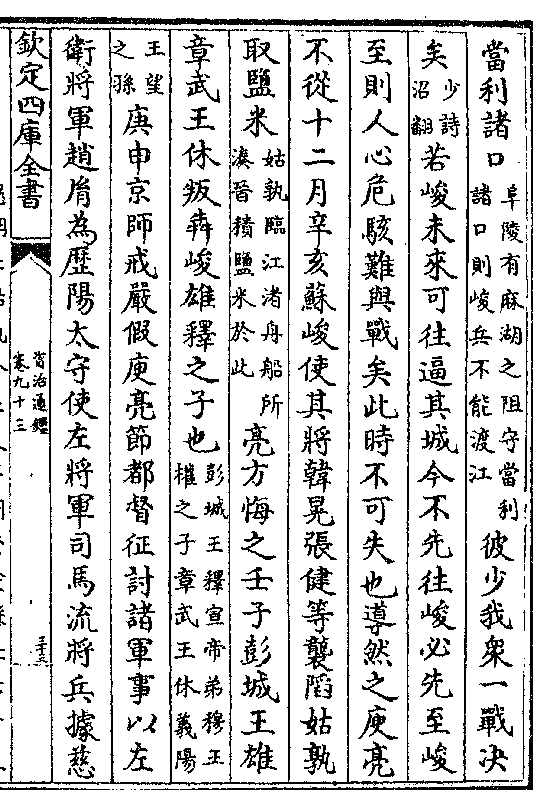 當利諸口阜陵有麻湖之阻守當利諸口則峻兵不能渡江彼少我衆一戰决
矣少詩沼翻若峻未來可往逼其城今不先往峻必先至峻
至則人心危駭難與戰矣此時不可失也導然之庾亮
不從十二月辛亥蘇峻使其將韓晃張健等襲䧟姑孰
取鹽米姑孰臨江渚舟船所湊晉積鹽米於此亮方悔之壬子彭城王雄
章武王休叛犇峻雄釋之子也彭城王釋宣帝弟穆王權之子章武王休義陽
王望之孫庚申京師戒嚴假庾亮節都督征討諸軍事以左
衛將軍趙胤為歷陽太守使左將軍司馬流將兵據慈
欽定四庫全書
資治通鑑
卷九十三